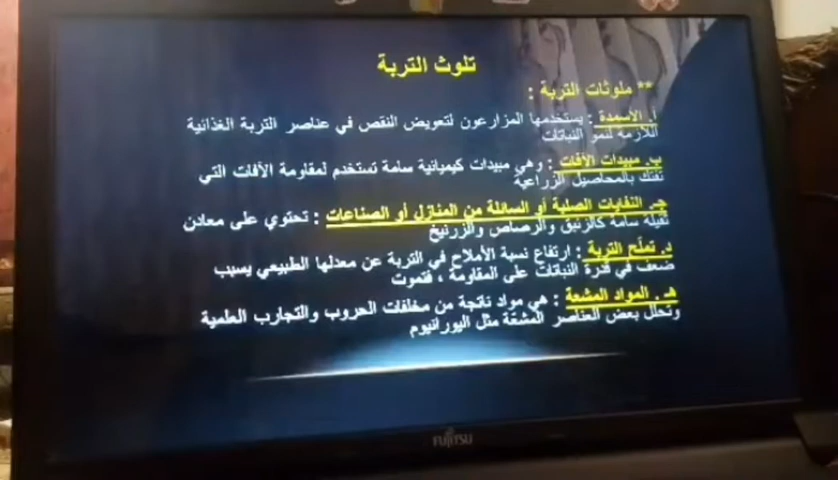 تلوث التربة
** ملوثات التربة :
أ. الأسمدة : يستخدمها المزارعون لتعويض النقص في عناصر التربة الغذائية
اللازمة لنمو النباتات
ب. مبيدات الآفات : وهي مبيدات كيميائية سامة تستخدم لمقاومة الآفات التي
تفتك بالمحاصيل الزراعية
جـ. النفايات الصلبة أو السائلة من المنازل أو الصناعات : تحتوي على معادن
ثقيلة سامة كالزئبق والرصاص والزرنيخ
د. تملّح التربة : ارتفاع نسبة الأملاح في التربة عن معدلها الطبيعي يسبب
ضعف في قدرة النباتات على المقاومة ، فتموت
هـ . المواد المشعة : هي مواد ناتجة من مخلفات الحروب والتجارب العلمية
وتحلل بعض العناصر المشعّة مثل اليورانيوم
FUJITSU